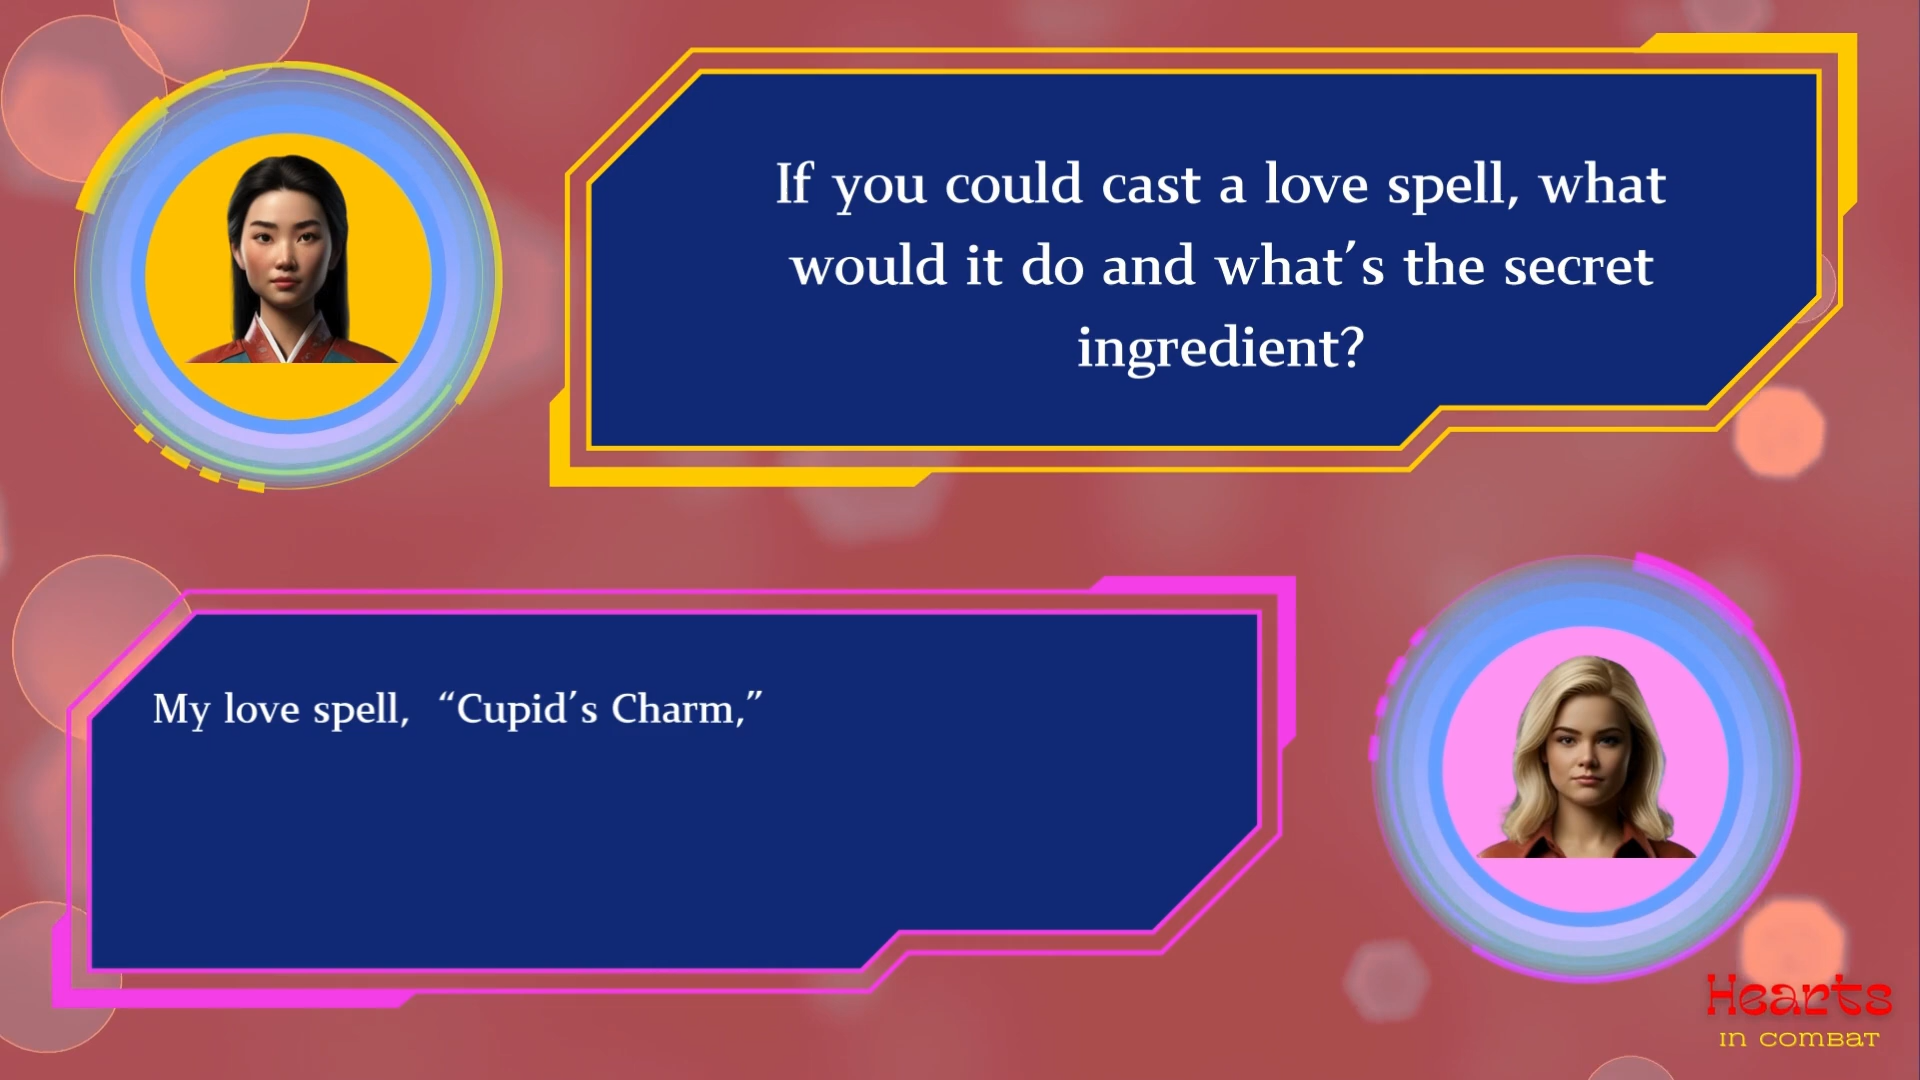 If you could cast a love spell, what
would it do and what's the secret
ingredient?
My love spell,  “Cupid's Charm,”
Hearts
IN COMBAT